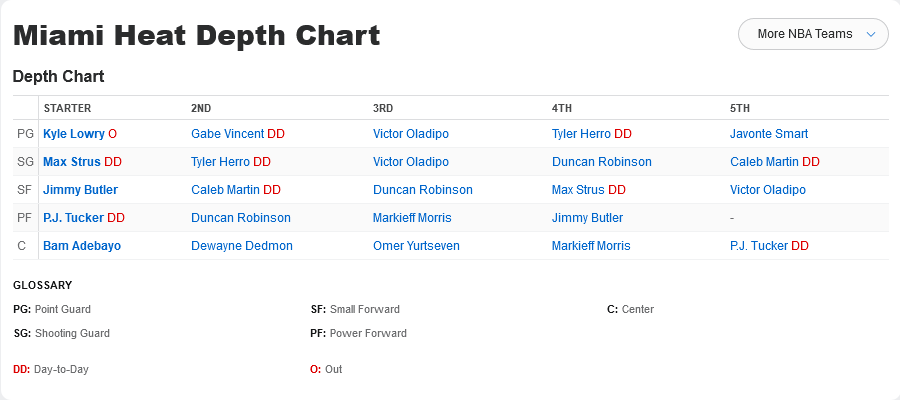 Miami Heat Depth Chart
More NBA Teams
Depth Chart
STARTER 2ND 3RD 4TH 5TH
PG Kyle Lowry O Gabe Vincent DD Victor Oladipo Tyler Herro DD Javonte Smart
SG Max Strus DD Tyler Herro DD Victor Oladipo Duncan Robinson Caleb Martin DD
SF Jimmy Butler Caleb Martin DD Duncan Robinson Max Strus DD Victor Oladipo
PF P.J. Tucker DD Duncan Robinson Markieff Morris Jimmy Butler -
C Bam Adebayo Dewayne Dedmon Omer Yurtseven Markieff Morris P.J. Tucker DD
GLOSSARY
PG: Point Guard SF: Small Forward C: Center
SG: Shooting Guard PF: Power Forward
DD: Day-to-Day O: Out